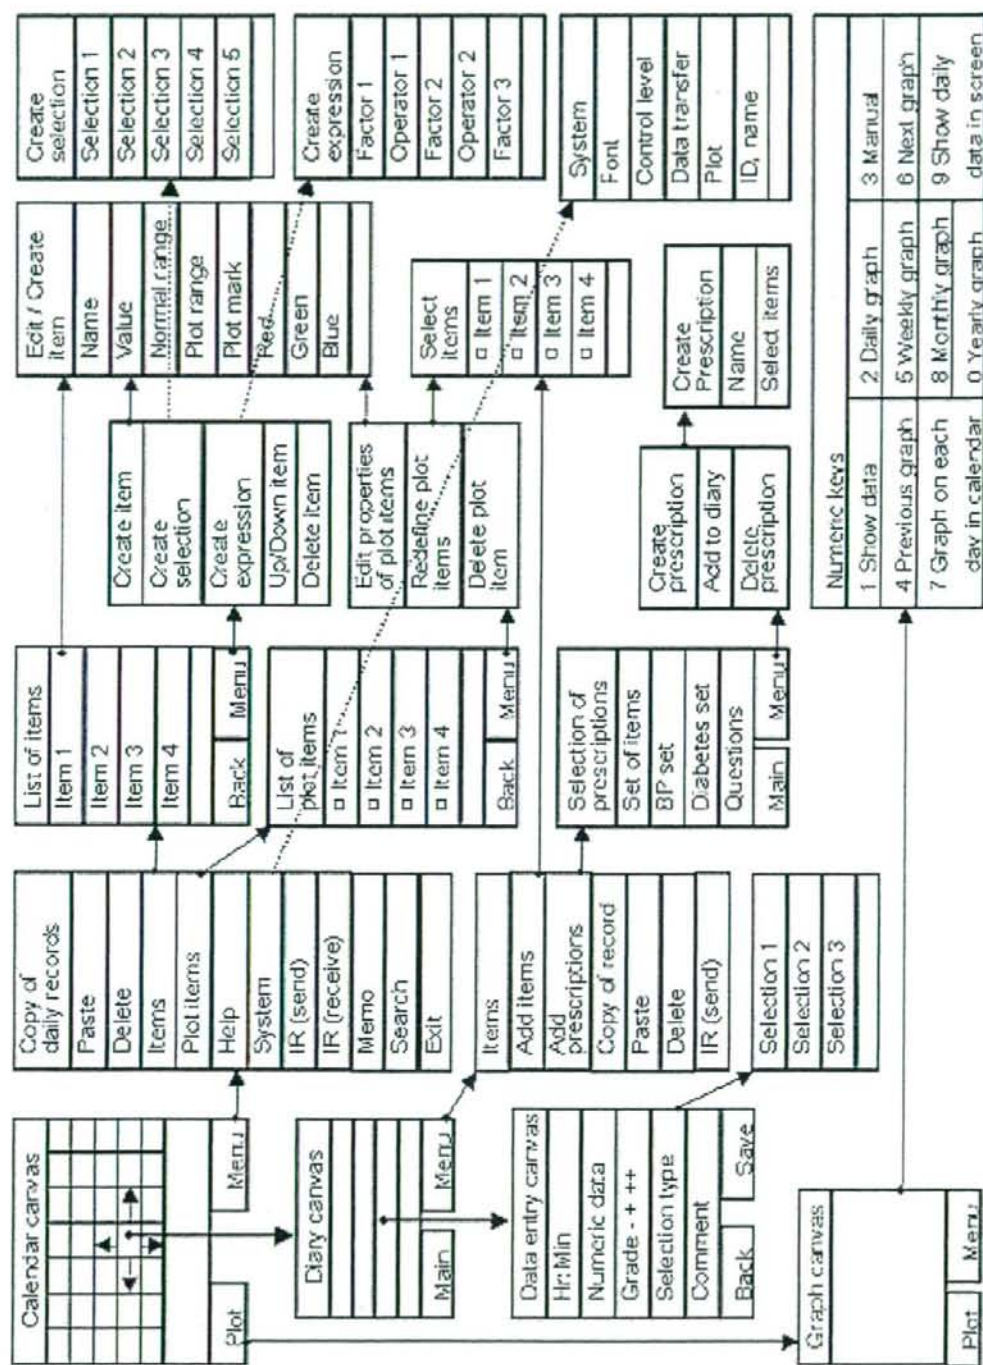 Calendar canvas
Plot
Menu
Copy of
daily records
Paste
Delete
Items
Plot items
Help
System
IR (send)
IR (receive)
Memo
Search
Exit
List of items
Item 1
Item 2
Item 3
Item 4
Back
Menu
Create item
Create
selection
Create
expression
Up/Down item
Delete item
Edit / Create
item
Name
Value
Normal range
Plot range
Plot mark
Red
Green
Blue
Create
selection
Selection 1
Selection 2
Selection 3
Selection 4
Selection 5
List of
plot items
Item 1
Item 2
Item 3
Item 4
Back
Menu
Edit properties
of plot items
Redefine plot
items
Delete plot
item
Select
items
Item 1
Item 2
Item 3
Item 4
Create
expression
Factor 1
Operator 1
Factor 2
Operator 2
Factor 3
Diary canvas
Main
Menu
Items
Add items
Add
prescriptions
Copy of record
Paste
Delete
IR (send)
Selection of
prescriptions
Set of items
BP set
Diabetes set
Questions
Main
Menu
Create
prescription
Add to diary
Delete
prescription
Create
Prescription
Name
Select items
System
Font
Control level
Data transfer
Plot
ID, name
Data entry canvas
Hr: Min
Numeric data
Grade - + ++
Selection type
Comment
Back
Save
Selection 1
Selection 2
Selection 3
Graph canvas
Plot
Menu
Numeric keys
1 Show data 2 Daily graph 3 Manual
4 Previous graph 5 Weekly graph 6 Next graph
7 Graph on each 8 Monthly graph 9 Show daily
day in calendar 0 Yearly graph data in screen